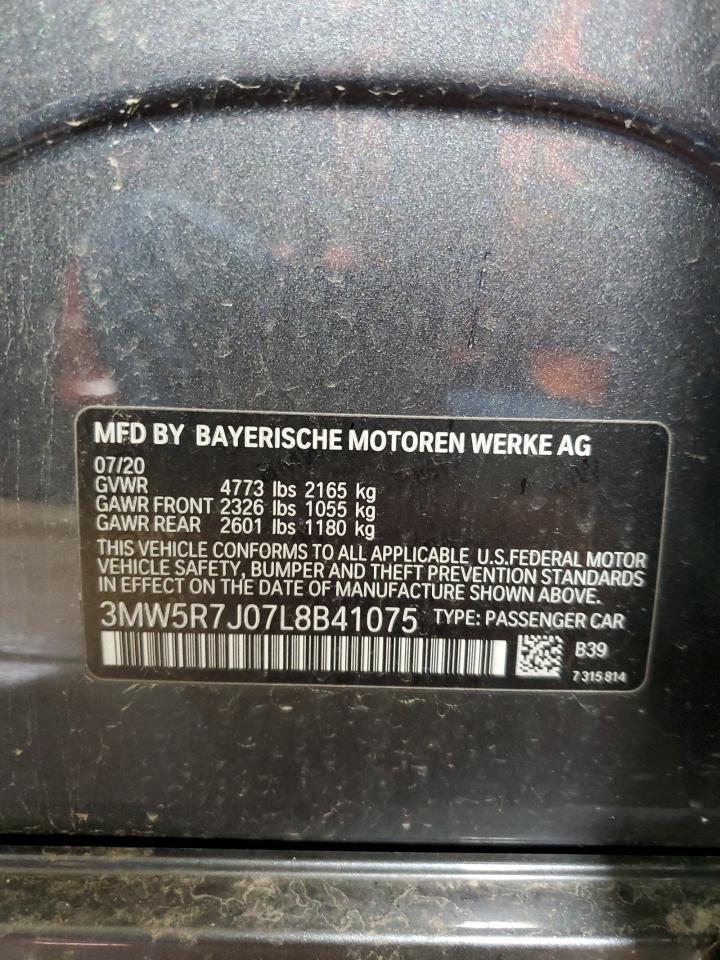 MFD BY BAYERISCHE MOTOREN WERKE AG
07/20
GVWR 4773 lbs 2165 kg
GAWR FRONT 2326 lbs 1055 kg
GAWR REAR 2601 lbs 1180 kg
THIS VEHICLE CONFORMS TO ALL APPLICABLE U.S.FEDERAL MOTOR
VEHICLE SAFETY, BUMPER AND THEFT PREVENTION STANDARDS
IN EFFECT ON THE DATE OF MANUFACTURE SHOWN ABOVE.
3MW5R7J07L8B41075 TYPE: PASSENGER CAR
B39
7 315 814